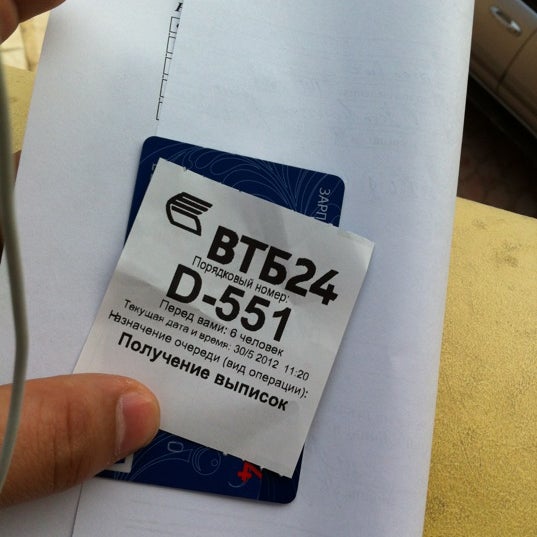 ЗАРП
ВТБ24
Порядковый номер:
D-551
Перед вами: 6 человек
Текущая дата и время: 30/5 2012 11:20
Назначение очереди (вид операции):
Получение выписок